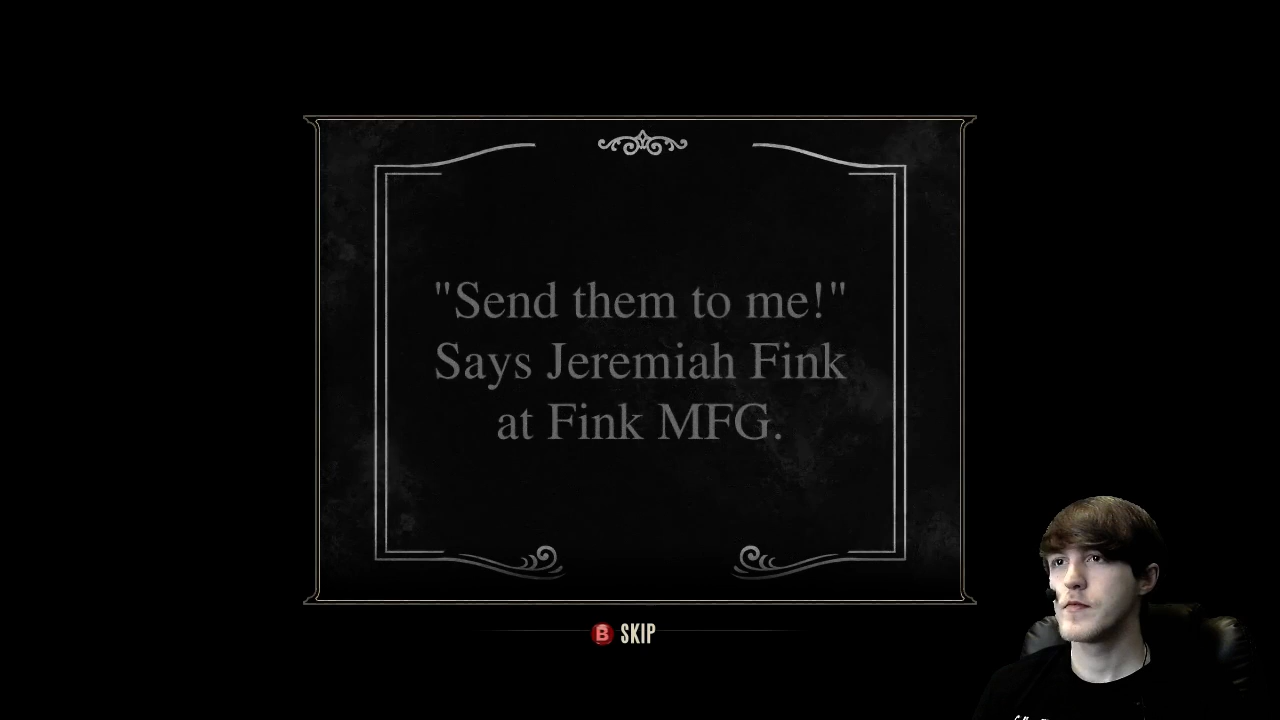 "Send them to me!"
Says Jeremiah Fink
at Fink MFG.
B SKIP